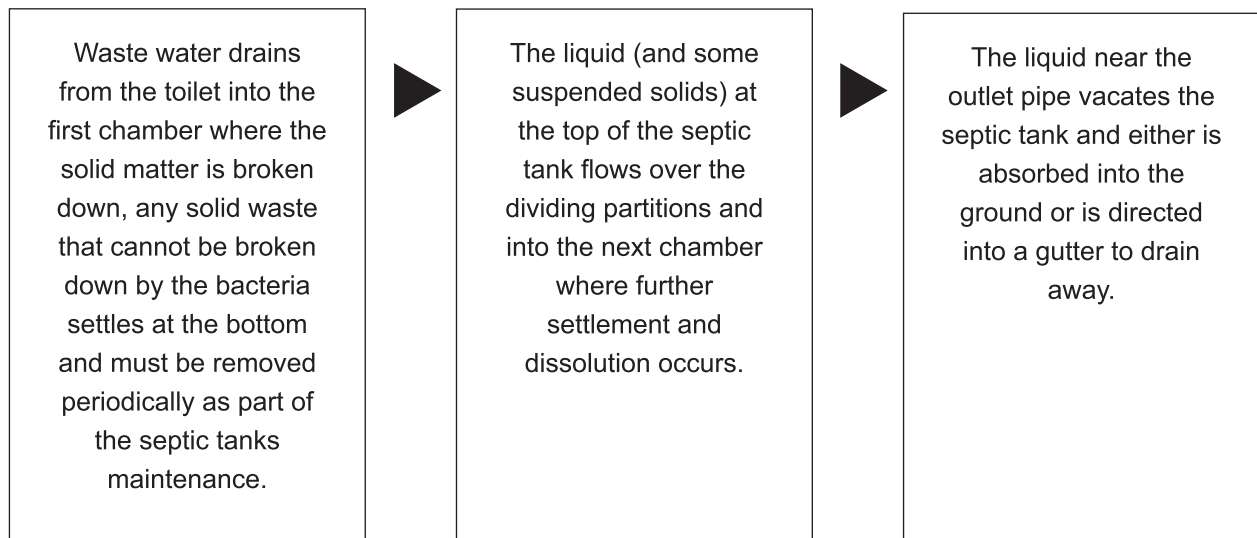 Waste water drains
from the toilet into the
first chamber where the
solid matter is broken
down, any solid waste
that cannot be broken
down by the bacteria
settles at the bottom
and must be removed
periodically as part of
the septic tanks
maintenance.
The liquid (and some
suspended solids) at
the top of the septic
tank flows over the
dividing partitions and
into the next chamber
where further
settlement and
dissolution occurs.
The liquid near the
outlet pipe vacates the
septic tank and either is
absorbed into the
ground or is directed
into a gutter to drain
away.